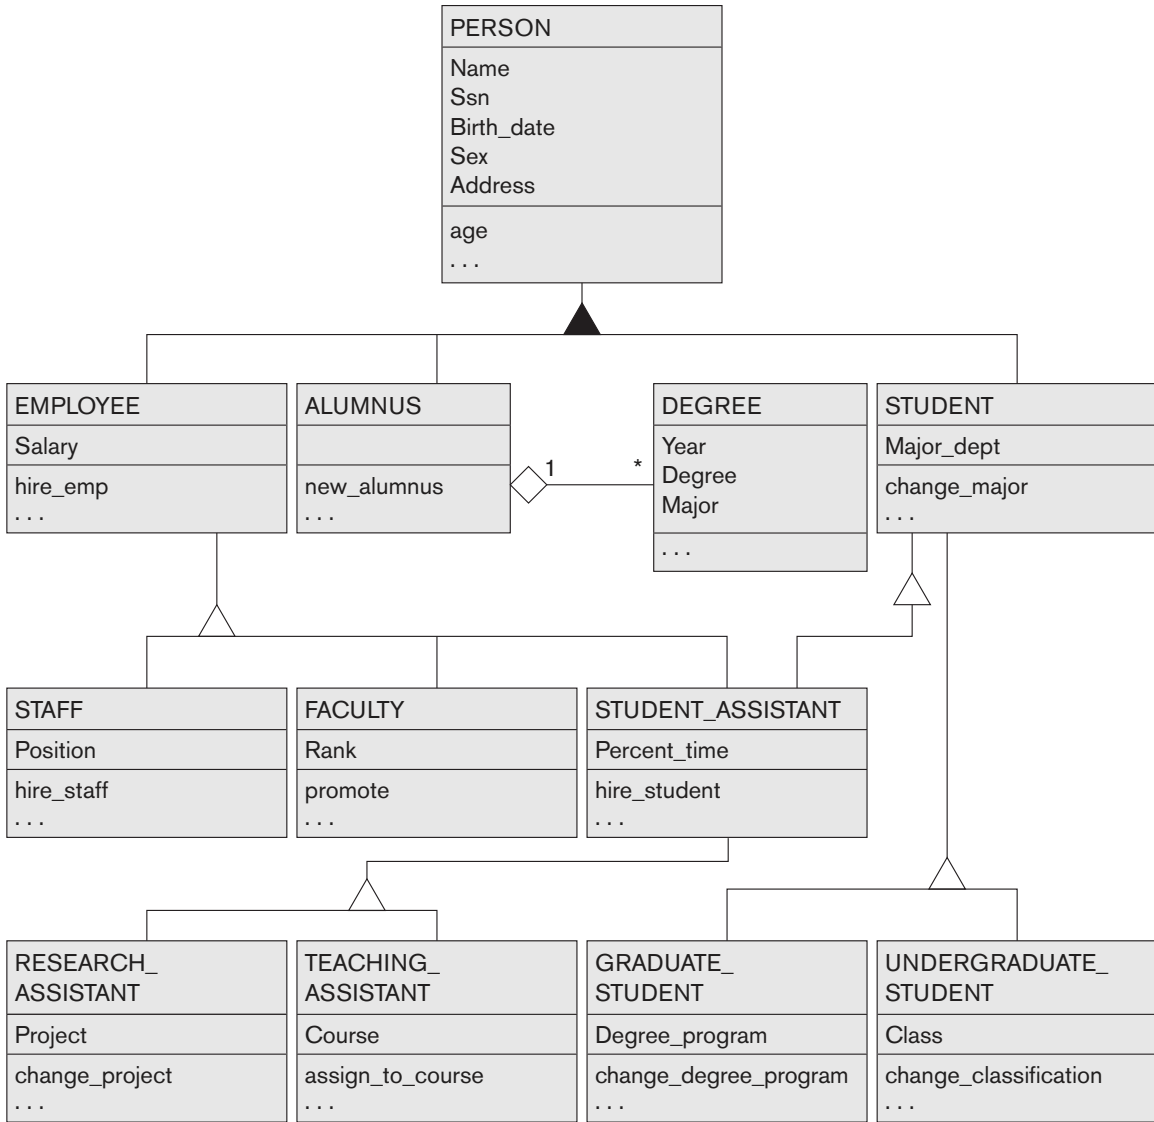 PERSON
Name
Ssn
Birth_date
Sex
Address
age
. . .
EMPLOYEE
Salary
hire_emp
. . .
ALUMNUS
new_alumnus
. . .
1
*
DEGREE
Year
Degree
Major
. . .
STUDENT
Major_dept
change_major
. . .
STAFF
Position
hire_staff
. . .
FACULTY
Rank
promote
. . .
STUDENT_ASSISTANT
Percent_time
hire_student
. . .
RESEARCH_
ASSISTANT
Project
change_project
. . .
TEACHING_
ASSISTANT
Course
assign_to_course
. . .
GRADUATE_
STUDENT
Degree_program
change_degree_program
. . .
UNDERGRADUATE_
STUDENT
Class
change_classification
. . .